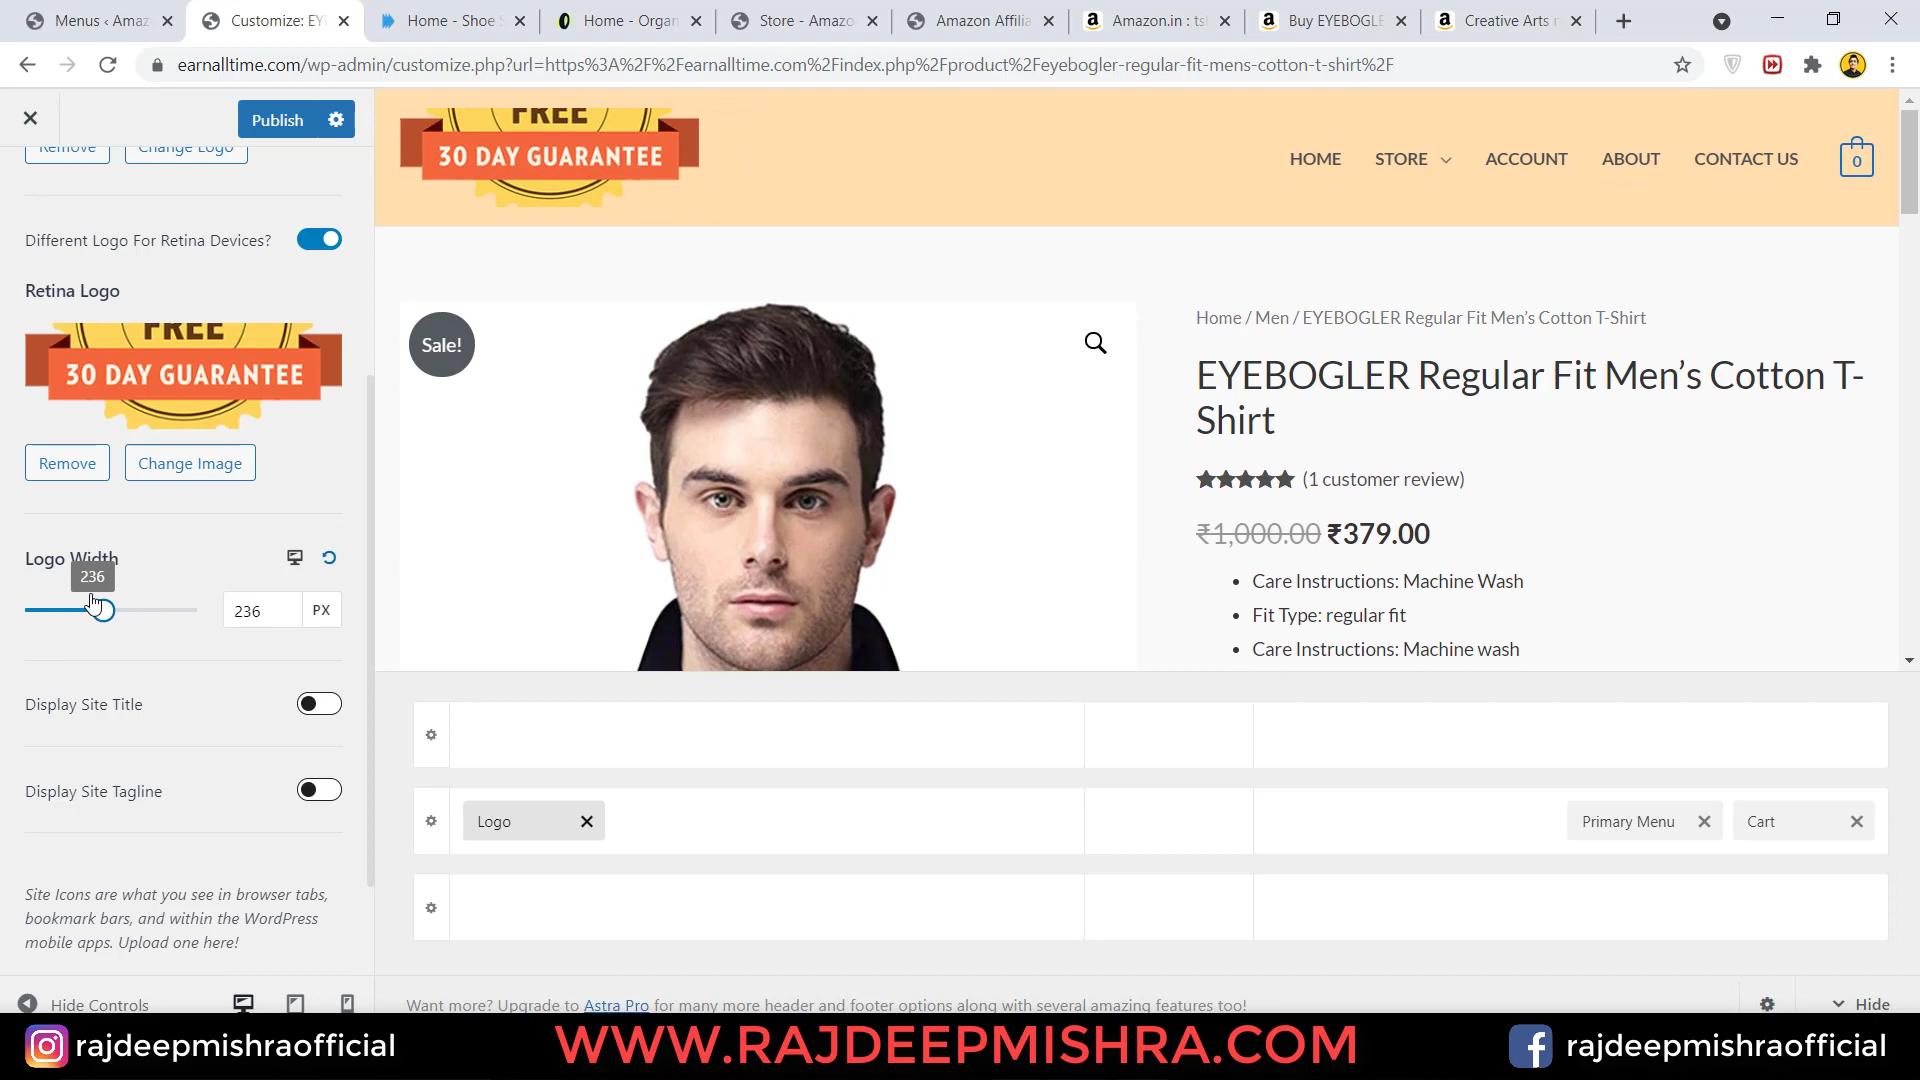 Menus ‹ Amaz
Customize: EY
Home - Shoe S
Home - Organ
Store - Amazo
Amazon Affilia
Amazon.in : tsh
Buy EYEBOGLE
Creative Arts
earnalltime.com/wp-admin/customize.php?url=https%3A%2F%2Fearnalltime.com%2Findex.php%2Fproduct%2Feyebogler-regular-fit-mens-cotton-t-shirt%2F
Publish
Remove
Change Logo
Different Logo For Retina Devices?
Retina Logo
FREE
30 DAY GUARANTEE
Remove
Change Image
Logo Width
236
236
PX
Display Site Title
Display Site Tagline
Site Icons are what you see in browser tabs,
bookmark bars, and within the WordPress
mobile apps. Upload one here!
Hide Controls
FREE
30 DAY GUARANTEE
HOME
STORE
ACCOUNT
ABOUT
CONTACT US
0
Sale!
Home / Men / EYEBOGLER Regular Fit Men’s Cotton T-Shirt
EYEBOGLER Regular Fit Men’s Cotton T-
Shirt
(1 customer review)
₹1,000.00 ₹379.00
• Care Instructions: Machine Wash
• Fit Type: regular fit
• Care Instructions: Machine wash
Logo
Primary Menu
Cart
Want more? Upgrade to Astra Pro for many more header and footer options along with several amazing features too!
Hide
rajdeepmishraofficial
WWW.RAJDEEPMISHRA.COM
rajdeepmishraofficial